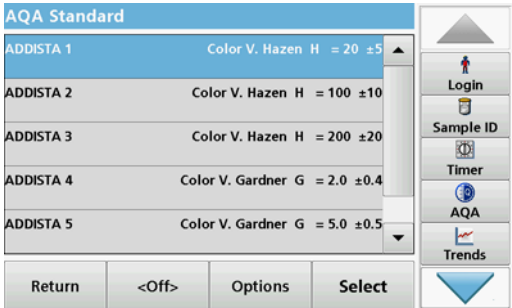 AQA Standard
ADDISTA 1 Color V. Hazen H = 20 ±5
ADDISTA 2 Color V. Hazen H = 100 ±10
ADDISTA 3 Color V. Hazen H = 200 ±20
ADDISTA 4 Color V. Gardner G = 2.0 ±0.4
ADDISTA 5 Color V. Gardner G = 5.0 ±0.5
Return <Off> Options Select
Login
Sample ID
Timer
AQA
Trends